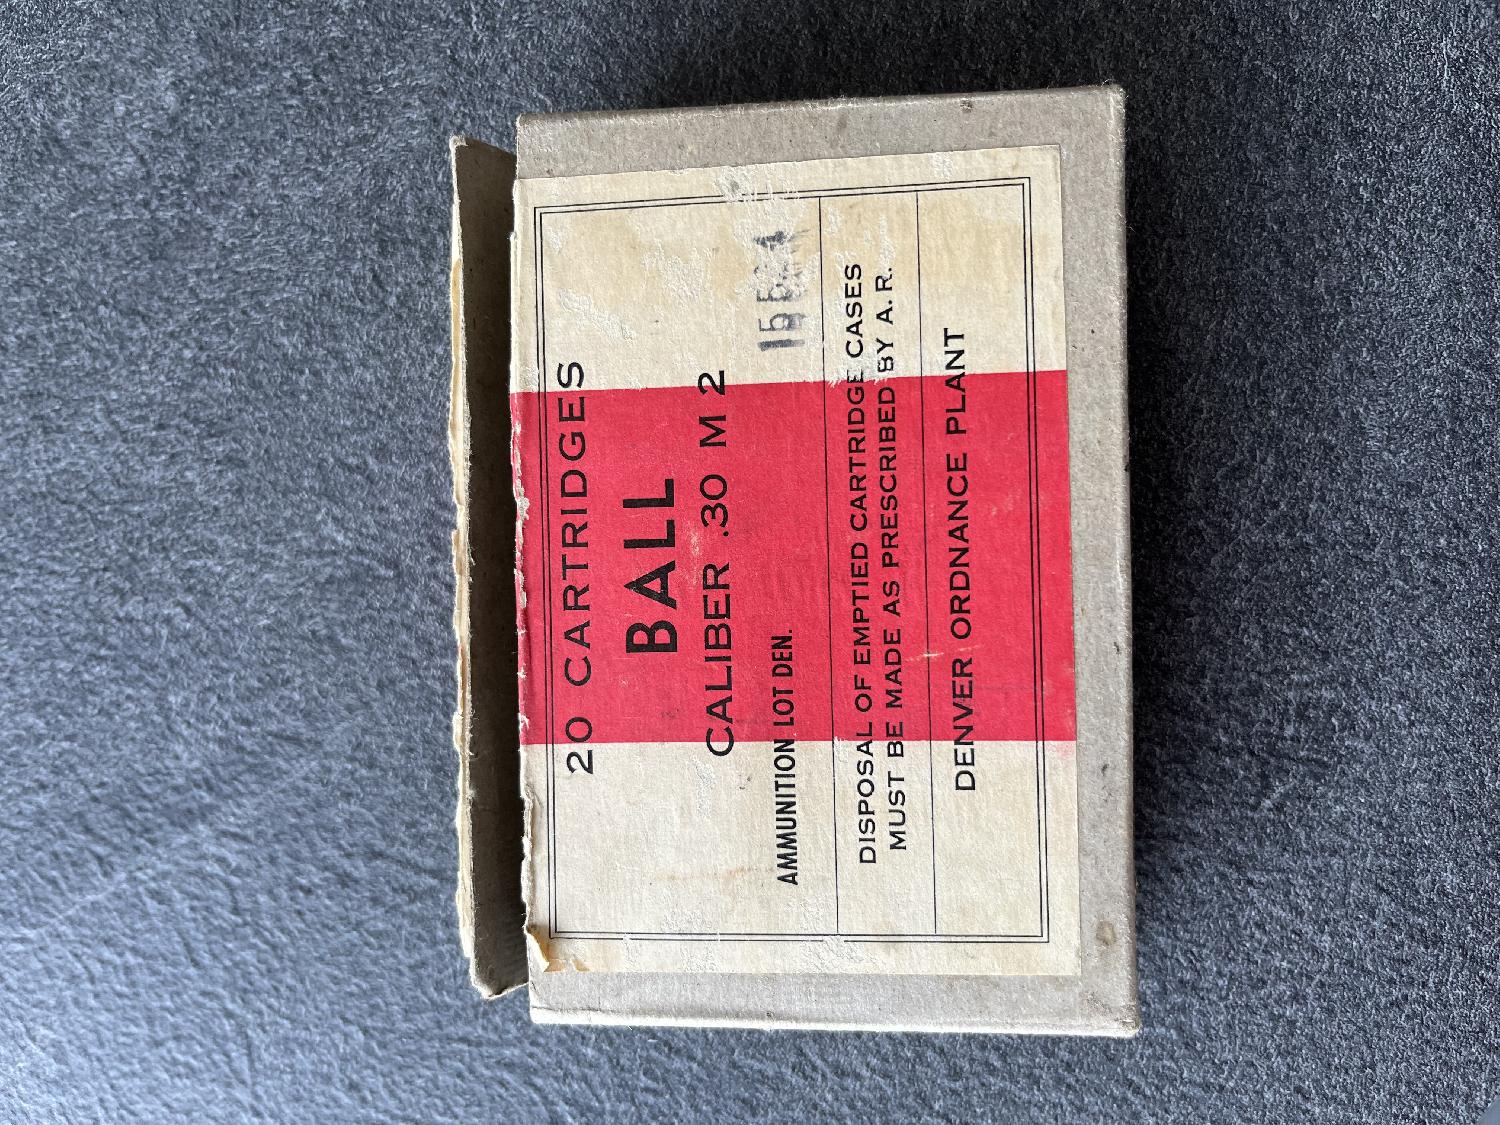 20 CARTRIDGES
BALL
CALIBER .30 M 2
AMMUNITION LOT DEN.
DISPOSAL OF EMPTIED CARTRIDGE CASES
MUST BE MADE AS PRESCRIBED BY A. R.
DENVER ORDNANCE PLANT